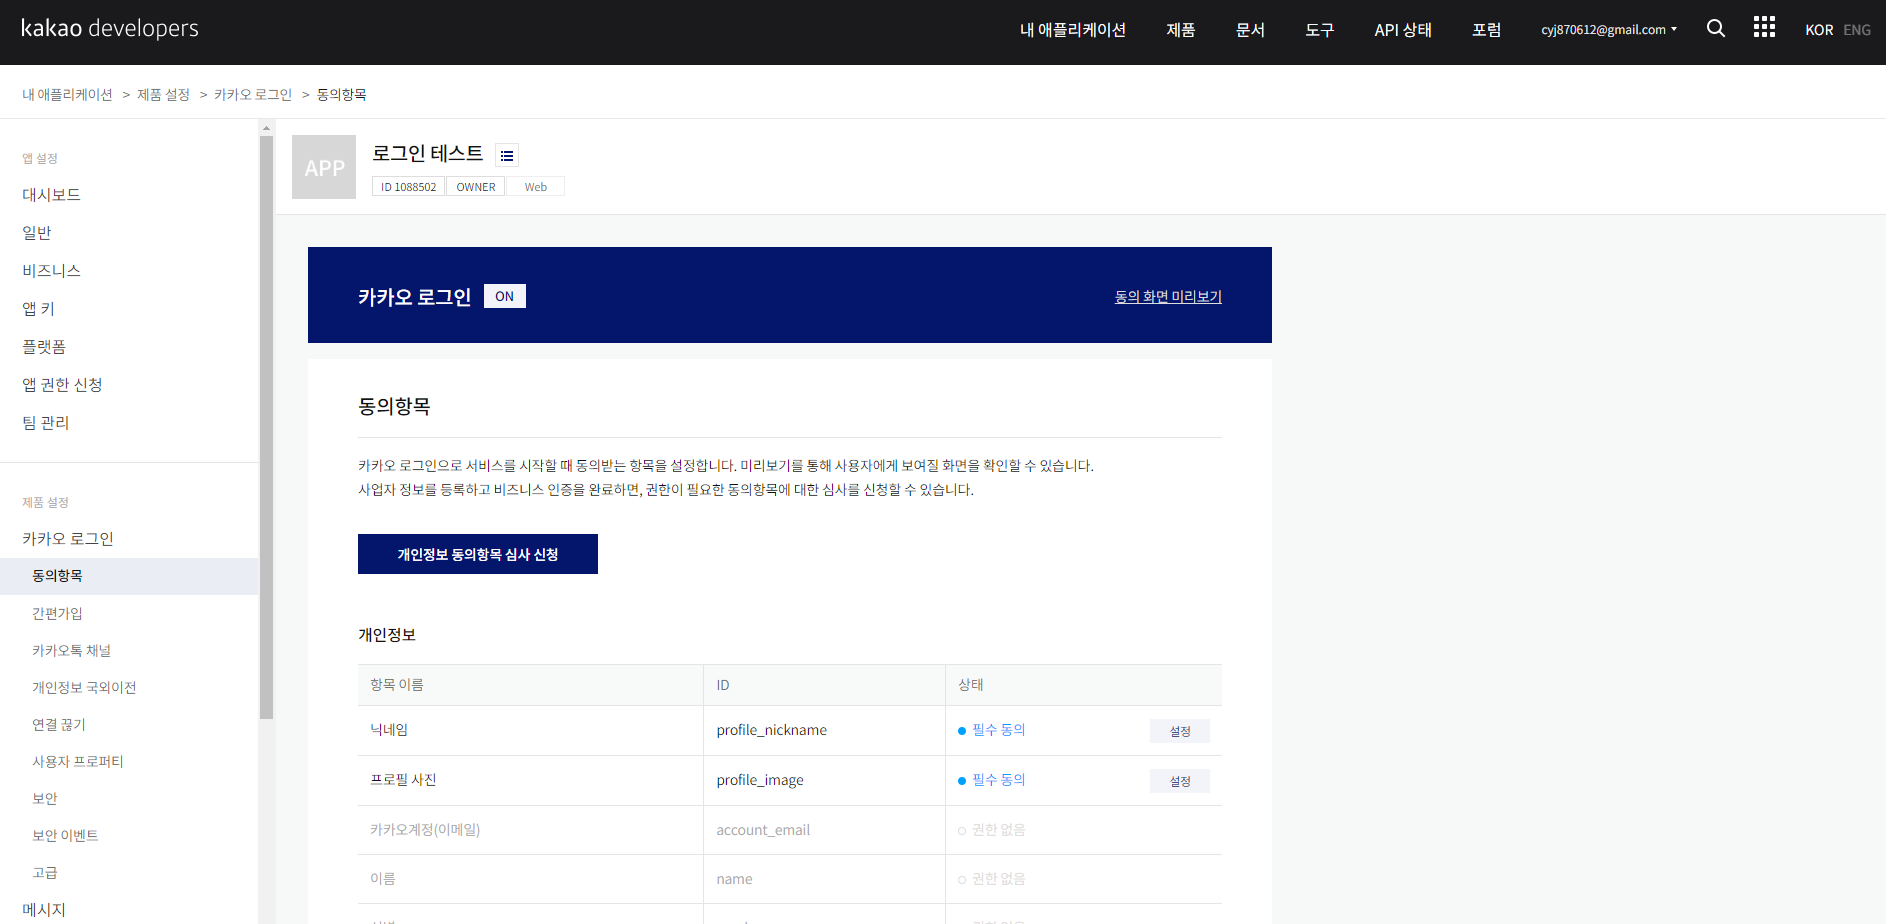 kakao developers
내 애플리케이션 제품 문서 도구 API 상태 포럼 cyj870612@gmail.com KOR ENG
내 애플리케이션 > 제품 설정 > 카카오 로그인 > 동의항목
앱 설정
대시보드
일반
비즈니스
앱 키
플랫폼
앱 권한 신청
팀 관리
제품 설정
카카오 로그인
동의항목
간편가입
카카오톡 채널
개인정보 국외이전
연결 끊기
사용자 프로퍼티
보안
보안 이벤트
고급
메시지
APP
로그인 테스트
ID 1088502 OWNER Web
카카오 로그인 ON 동의 화면 미리보기
동의항목
카카오 로그인으로 서비스를 시작할 때 동의받는 항목을 설정합니다. 미리보기를 통해 사용자에게 보여질 화면을 확인할 수 있습니다.
사업자 정보를 등록하고 비즈니스 인증을 완료하면, 권한이 필요한 동의항목에 대한 심사를 신청할 수 있습니다.
개인정보 동의항목 심사 신청
개인정보
항목 이름 ID 상태
닉네임 profile_nickname 필수 동의 설정
프로필 사진 profile_image 필수 동의 설정
카카오계정(이메일) account_email 권한 없음
이름 name 권한 없음